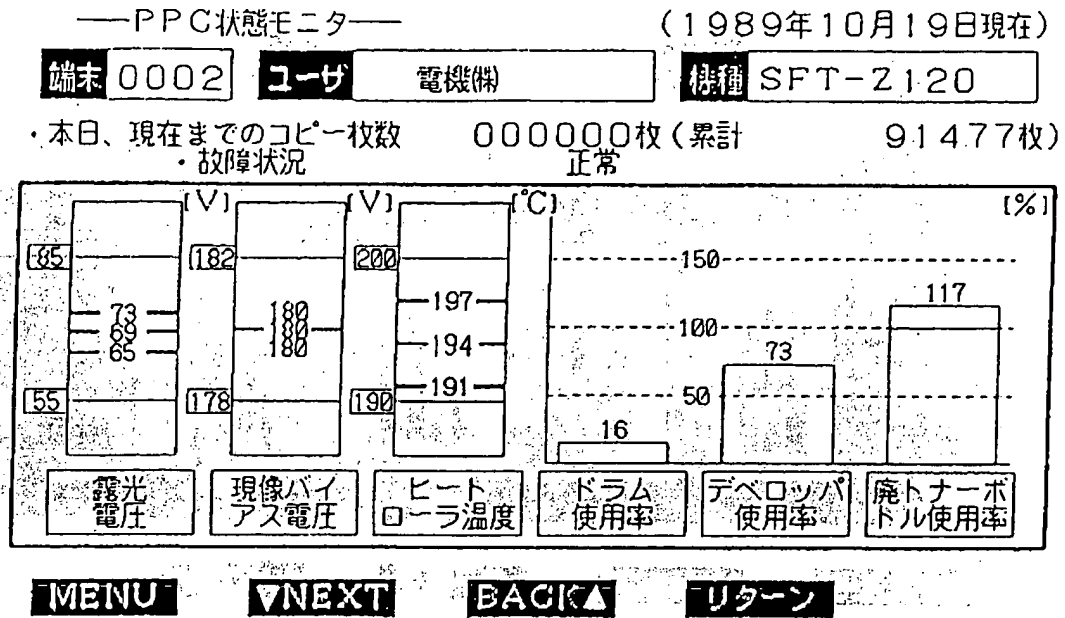 ——PPC状態モニター—— (1989年10月19日現在)
端末 0002 ユーザ 電機㈱ 機種 SFT-Z120
・本日、現在までのコピー枚数 000000枚(累計 91477枚)
・故障状況 正常
[V] [V] [℃] [%]
85 182 200 150
73 180 197 117
69 180 194 100
65 180 191 73
55 178 190 50
16
露光電圧 現像バイアス電圧 ヒートローラ温度 ドラム使用率 デベロッパ使用率 廃トナーボトル使用率
MENU ▼NEXT BACK▲ リターン